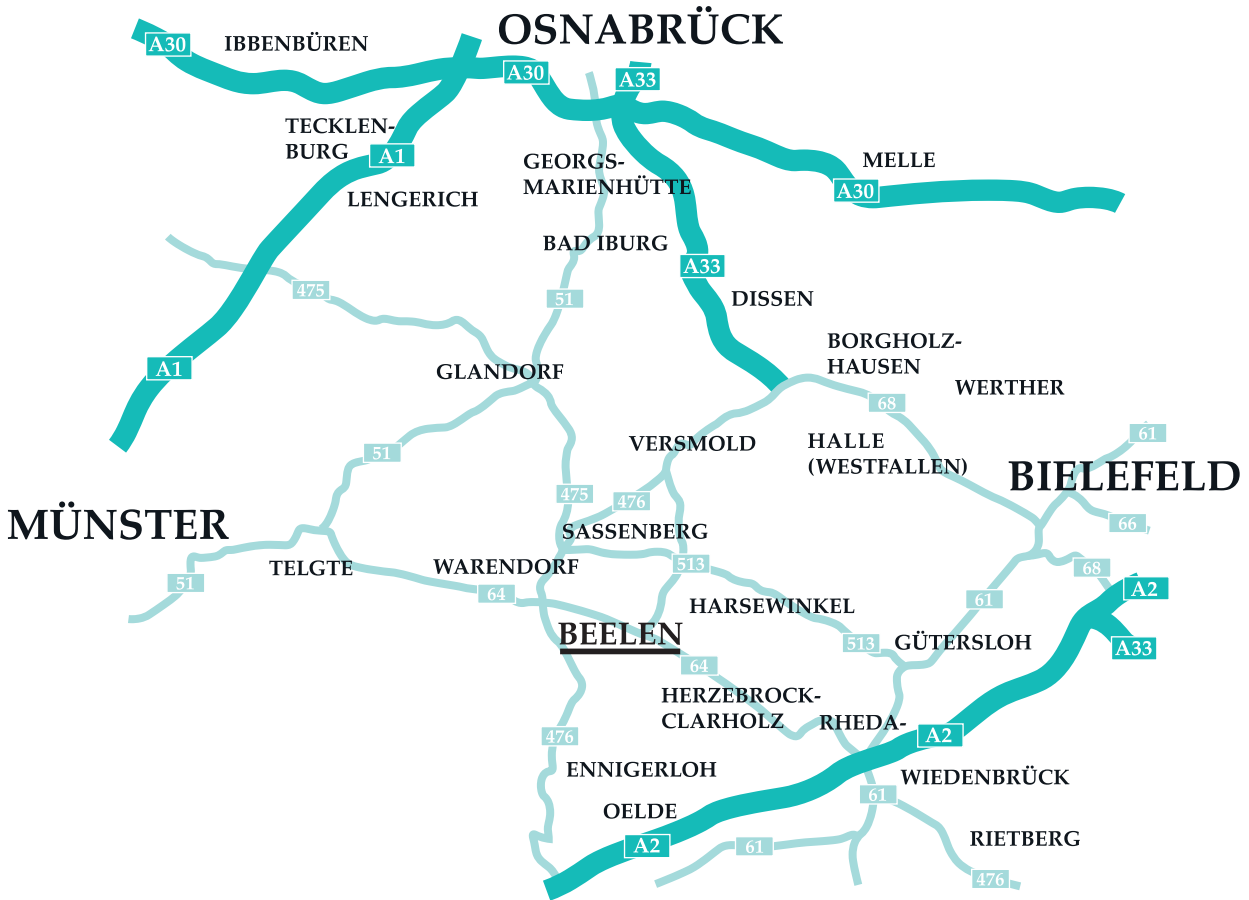 OSNABRÜCK
A30
IBBENBÜREN
A30
A33
TECKLEN-
BURG
A1
GEORGS-
MARIENHÜTTE
MELLE
A30
LENGERICH
BAD IBURG
A33
475
51
DISSEN
BORGHOLZ-
HAUSEN
A1
GLANDORF
WERTHER
68
61
VERSMOLD
HALLE
(WESTFALLEN)
51
BIELEFELD
475
476
MÜNSTER
66
SASSENBERG
TELGTE
WARENDORF
513
68
51
64
A2
61
HARSEWINKEL
BEELEN
513
GÜTERSLOH
A33
64
HERZEBROCK-
CLARHOLZ
RHEDA-
476
A2
ENNIGERLOH
WIEDENBRÜCK
61
OELDE
A2
61
RIETBERG
476